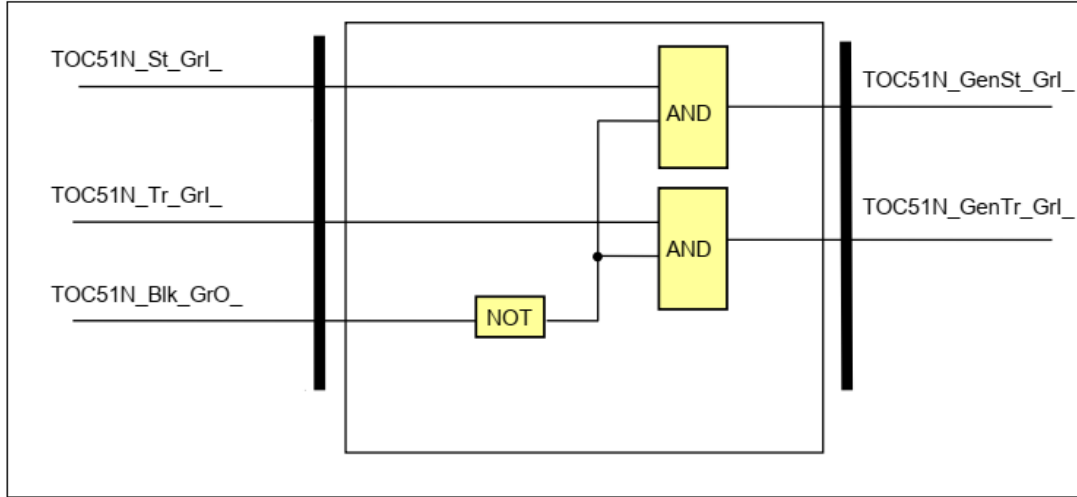 TOC51N_St_GrI_
TOC51N_GenSt_GrI_
AND
TOC51N_Tr_GrI_
TOC51N_GenTr_GrI_
AND
TOC51N_Blk_GrO_
NOT